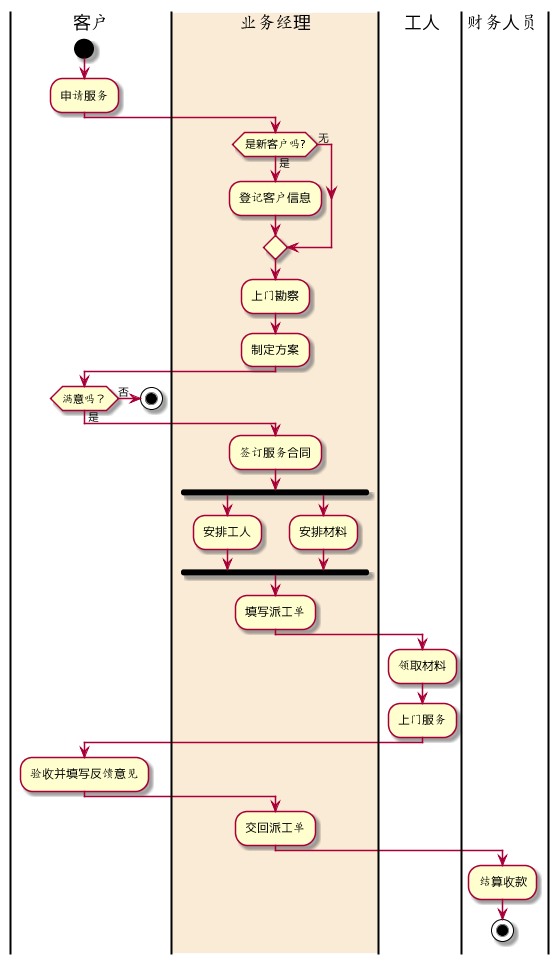 客户
业务经理
工人
财务人员
申请服务
是新客户吗?
无
是
登记客户信息
上门勘察
制定方案
满意吗？
否
是
签订服务合同
安排工人
安排材料
填写派工单
领取材料
上门服务
验收并填写反馈意见
交回派工单
结算收款